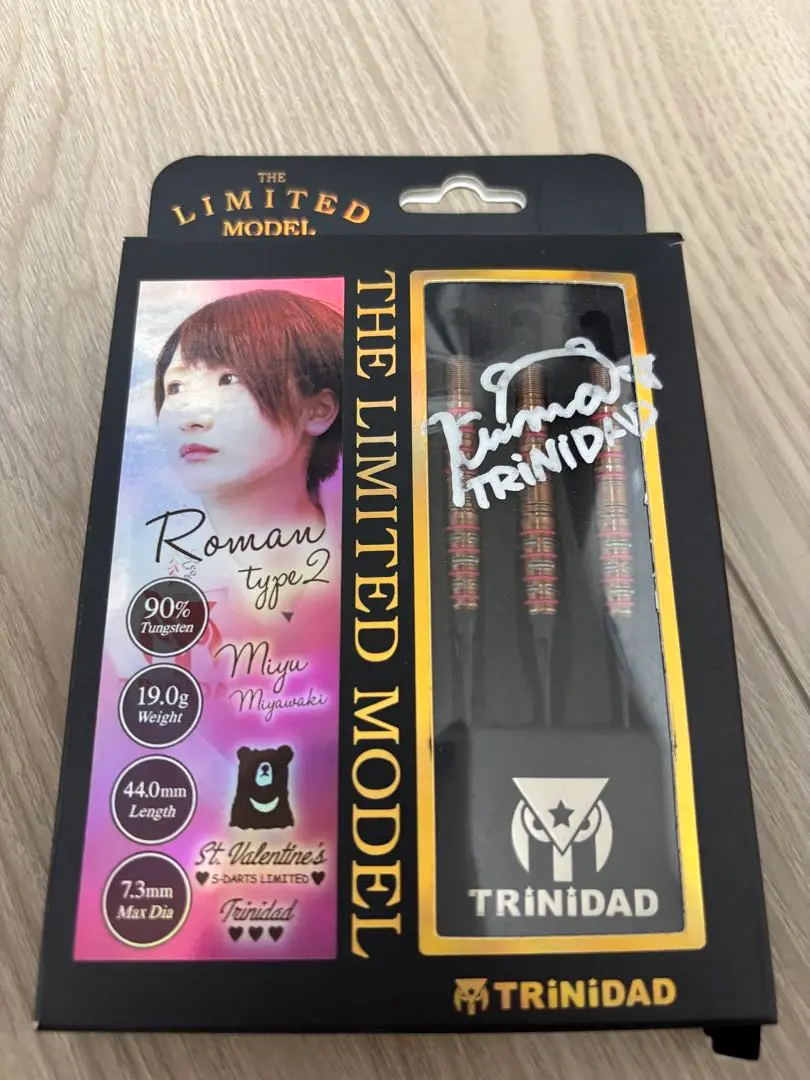 THE
LIMITED
MODEL
THE LIMITED MODEL
Roman
type2
90%
Tungsten
Miyu
Miyawaki
19.0g
Weight
44.0mm
Length
St. Valentine's
♥ S-DARTS LIMITED ♥
Trinidad
♥♥♥
7.3mm
Max Dia
TRiNiDAD
TRiNiDAD
TRiNiDAD